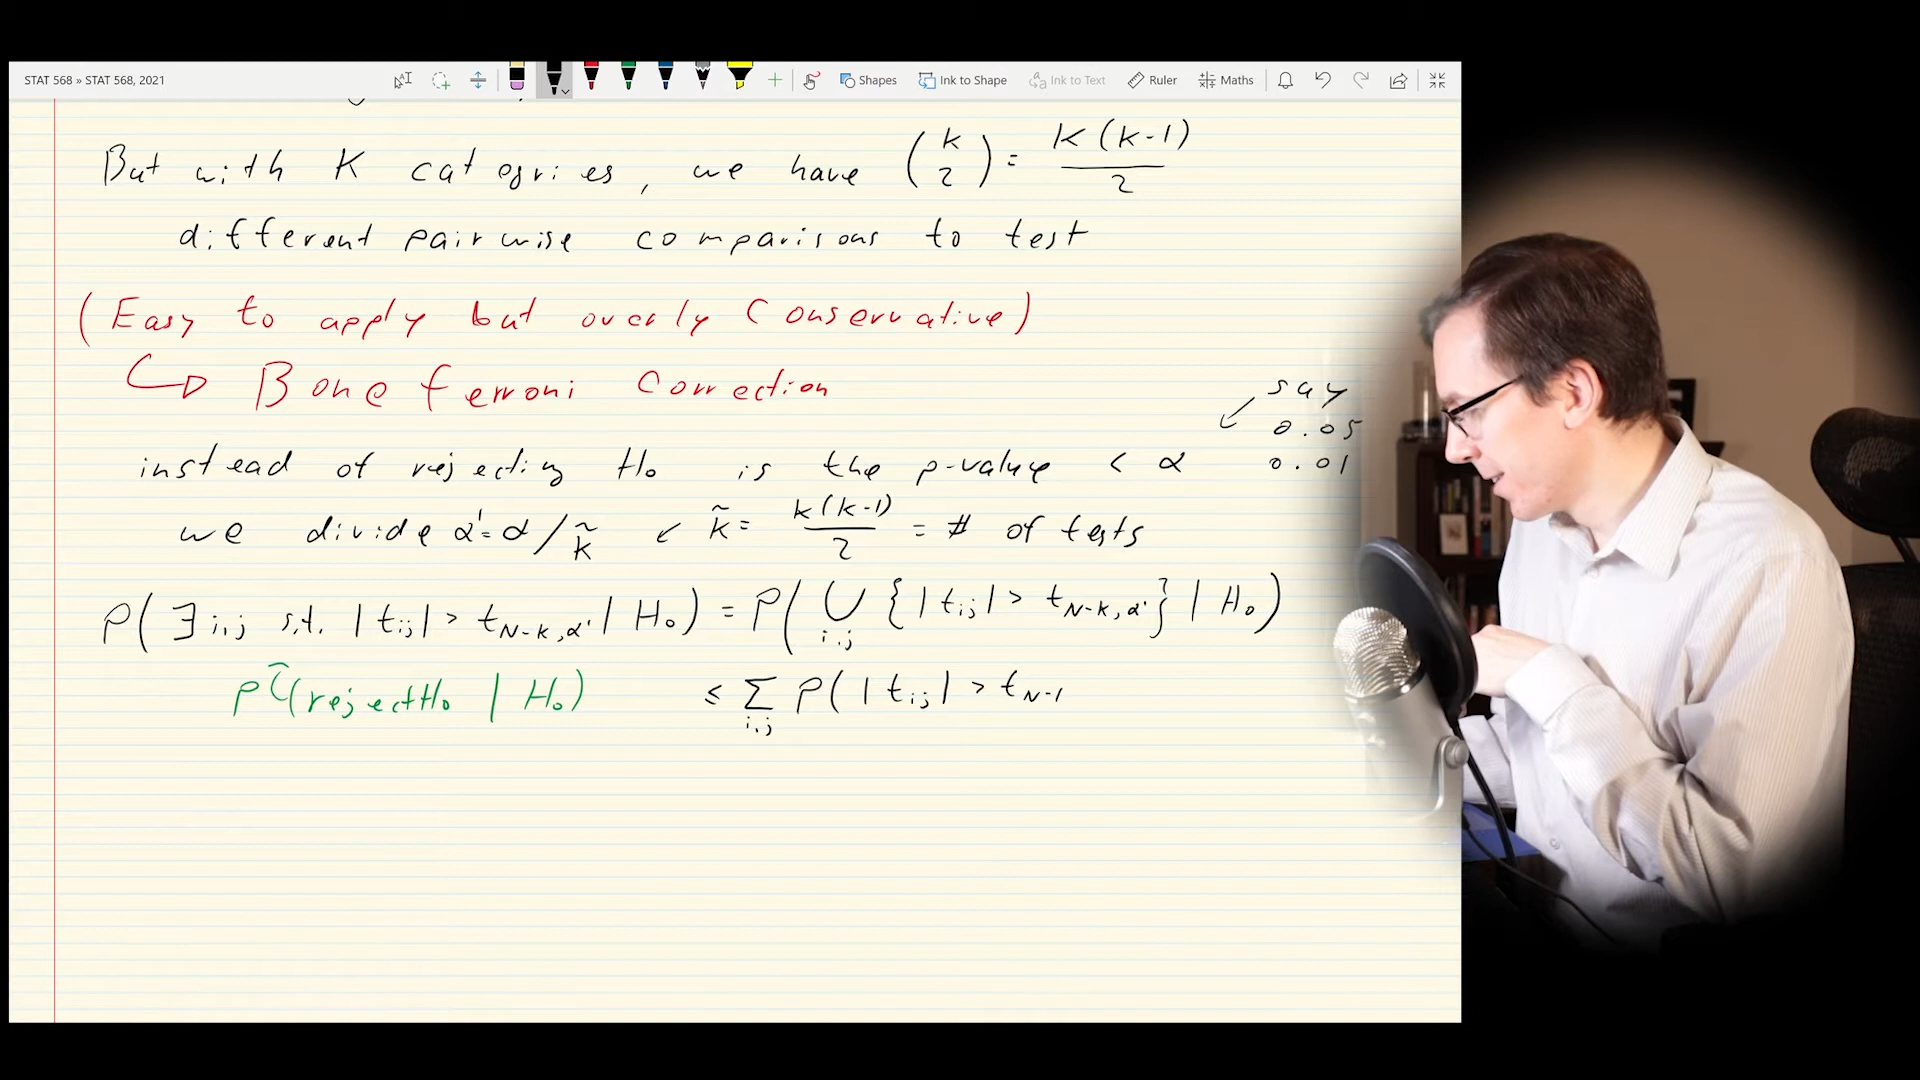 STAT 568 » STAT 568, 2021
Shapes Ink to Shape Ink to Text Ruler Maths
But with K categries, we have (k 2) = K(k-1)/2
different pairwise comparisons to test
(Easy to apply but overly Conservative)
↳ Boneferroni Correction
say
0.05
instead of rejecting H₀ is the p-value < α 0.01
we divide α' = α/k̃ ↙ k̃ = k(k-1)/2 = # of tests
P(∃ i,j s.t. |tᵢⱼ| > t_{N-k,α'} | H₀) = P(⋃_{i,j} {|tᵢⱼ| > t_{N-k,α'}} | H₀)
P(reject H₀ | H₀) ≤ Σ_{i,j} P(|tᵢⱼ| > t_{N-1